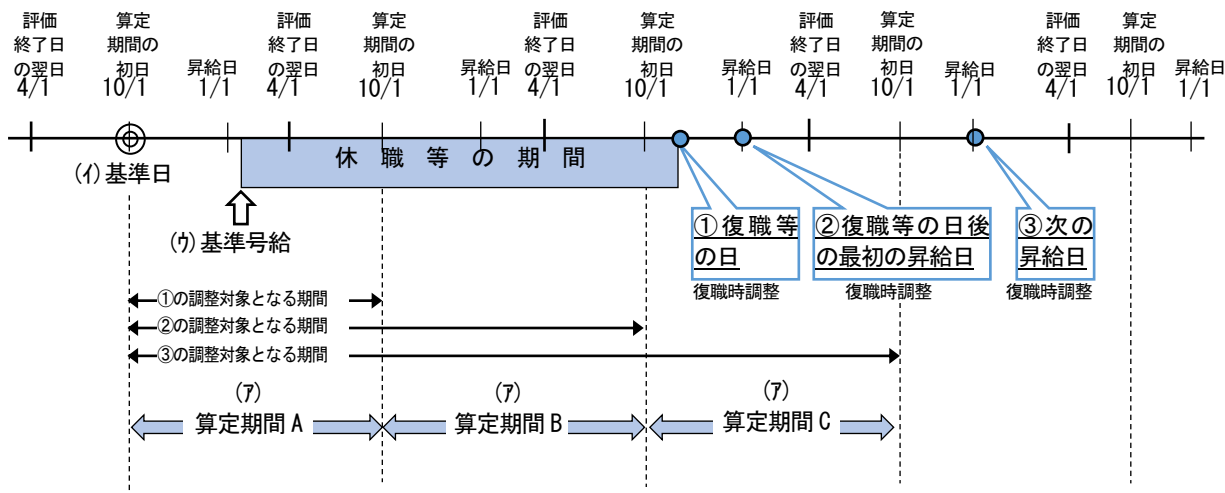 評価
終了日
の翌日
4/1
算定
期間の
初日
10/1
昇給日
1/1
評価
終了日
の翌日
4/1
算定
期間の
初日
10/1
昇給日
1/1
評価
終了日
の翌日
4/1
算定
期間の
初日
10/1
昇給日
1/1
評価
終了日
の翌日
4/1
算定
期間の
初日
10/1
昇給日
1/1
評価
終了日
の翌日
4/1
算定
期間の
初日
10/1
昇給日
1/1
休職等の期間
(イ)基準日
(ウ)基準号給
①復職等
の日
復職時調整
②復職等の日後
の最初の昇給日
復職時調整
③次の
昇給日
復職時調整
①の調整対象となる期間
②の調整対象となる期間
③の調整対象となる期間
(ア)
算定期間A
(ア)
算定期間B
(ア)
算定期間C